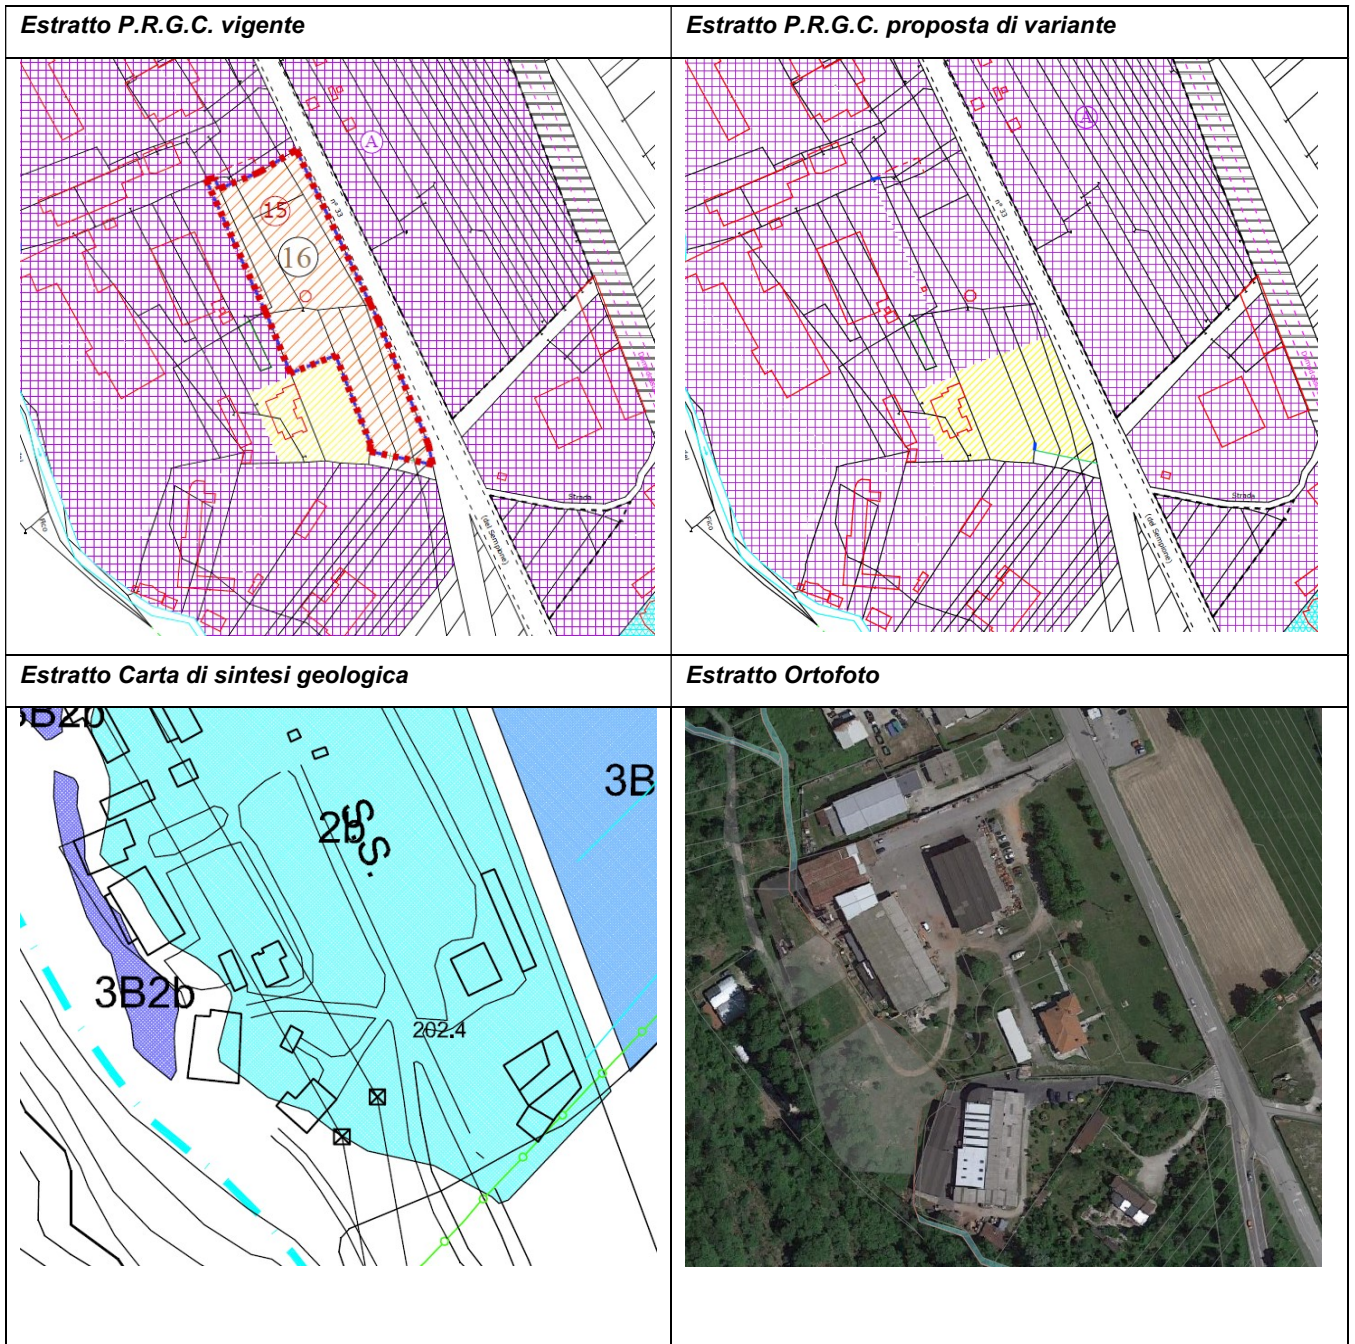 Estratto P.R.G.C. vigente
Estratto P.R.G.C. proposta di variante
A
15
16
n° 33
Strada
(del Sempione)
Rico
A
n° 33
Strada
(del Sempione)
Estratto Carta di sintesi geologica
Estratto Ortofoto
3B2b
3B
2b
S.S.
3B2b
202.4